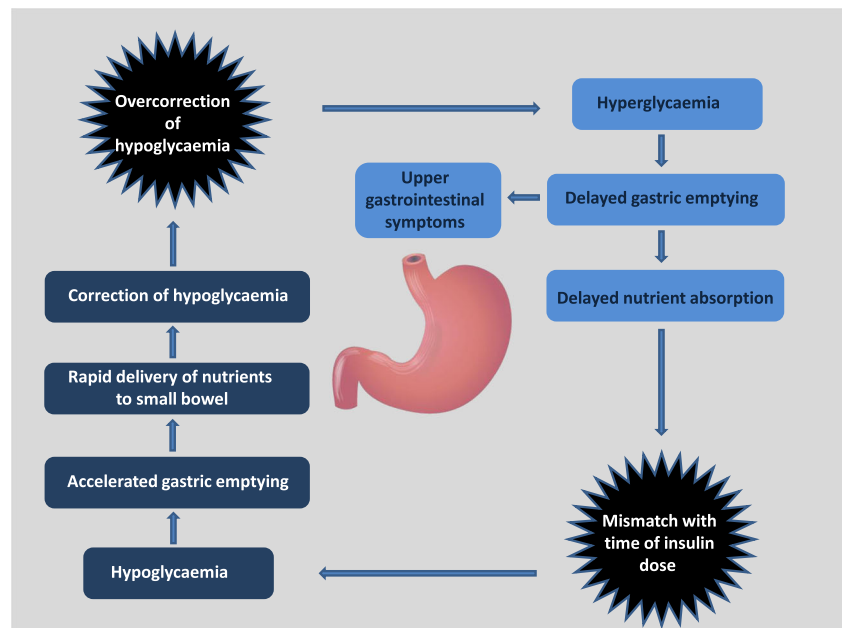 Overcorrection
of
hypoglycaemia
Hyperglycaemia
Upper
gastrointestinal
symptoms
Delayed gastric emptying
Delayed nutrient absorption
Correction of hypoglycaemia
Rapid delivery of nutrients
to small bowel
Accelerated gastric emptying
Hypoglycaemia
Mismatch with
time of insulin
dose